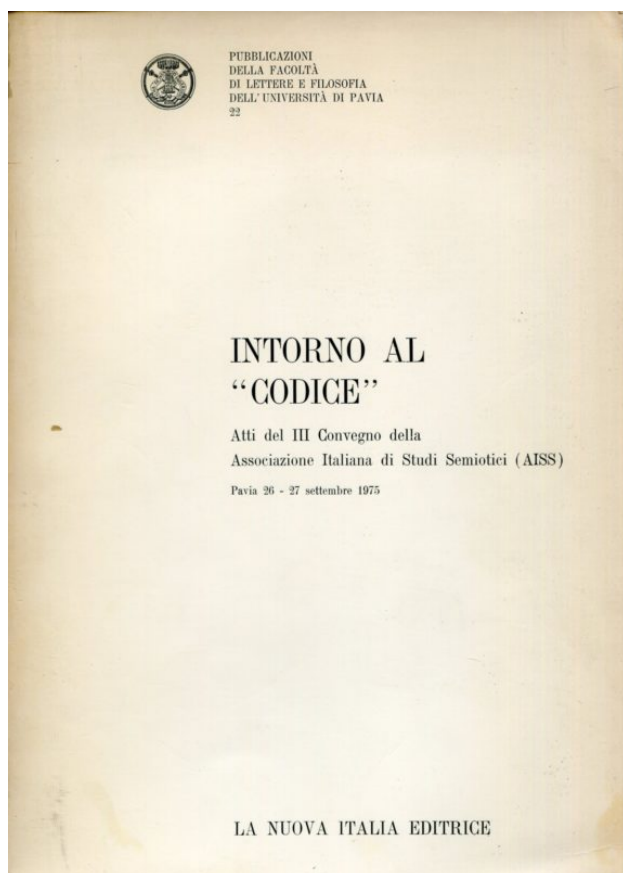 PUBBLICAZIONI
DELLA FACOLTÀ
DI LETTERE E FILOSOFIA
DELL'UNIVERSITÀ DI PAVIA
22
INTORNO AL
“CODICE”
Atti del III Convegno della
Associazione Italiana di Studi Semiotici (AISS)
Pavia 26 - 27 settembre 1975
LA NUOVA ITALIA EDITRICE